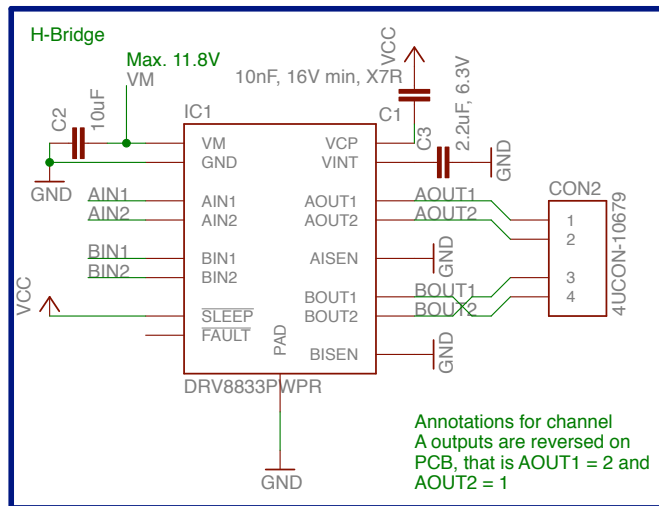 H-Bridge
Max. 11.8V
VM
VCC
10nF, 16V min, X7R
C1
C2
10uF
C3
2.2uF, 6.3V
GND
GND
IC1
VM
GND
AIN1
AIN2
BIN1
BIN2
SLEEP
FAULT
PAD
VCP
VINT
AOUT1
AOUT2
AISEN
BOUT1
BOUT2
BISEN
AIN1
AIN2
BIN1
BIN2
VCC
AOUT1
AOUT2
GND
BOUT1
BOUT2
GND
CON2
1
2
3
4
4UCON-10679
DRV8833PWPR
GND
Annotations for channel
A outputs are reversed on
PCB, that is AOUT1 = 2 and
AOUT2 = 1